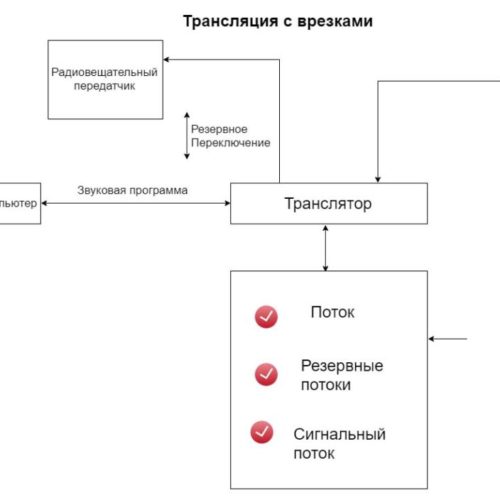 Трансляция с врезками
Радиовещательный
передатчик
Резервное
Переключение
Звуковая программа
пьютер
Транслятор
Поток
Резервные
потоки
Сигнальный
поток